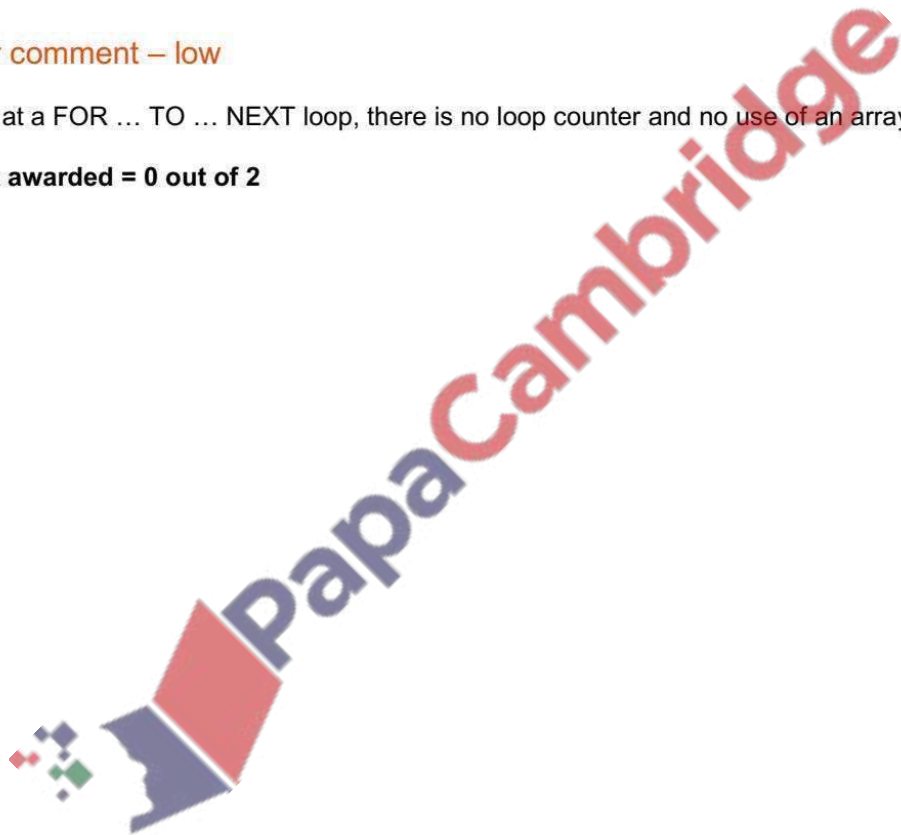 comment – low
at a FOR … TO … NEXT loop, there is no loop counter and no use of an array
awarded = 0 out of 2
PapaCambridge